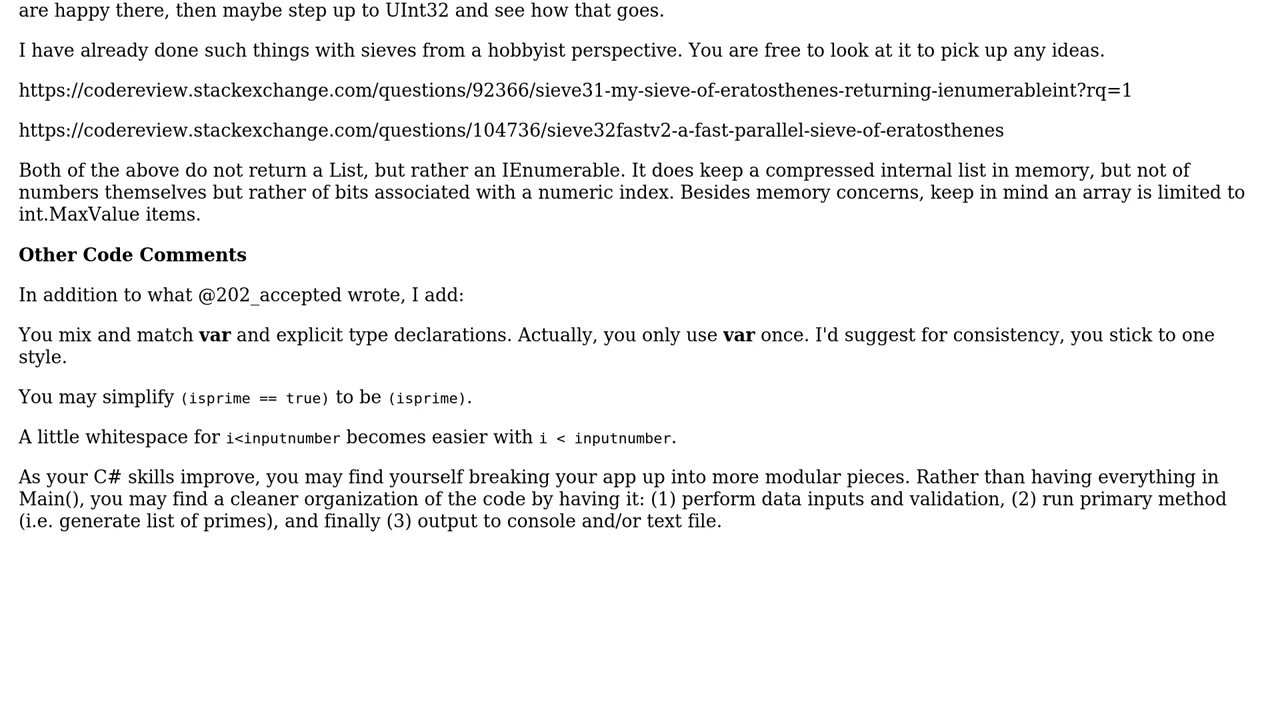 are happy there, then maybe step up to UInt32 and see how that goes.
I have already done such things with sieves from a hobbyist perspective. You are free to look at it to pick up any ideas.
https://codereview.stackexchange.com/questions/92366/sieve31-my-sieve-of-eratosthenes-returning-ienumerableint?rq=1
https://codereview.stackexchange.com/questions/104736/sieve32fastv2-a-fast-parallel-sieve-of-eratosthenes
Both of the above do not return a List, but rather an IEnumerable. It does keep a compressed internal list in memory, but not of
numbers themselves but rather of bits associated with a numeric index. Besides memory concerns, keep in mind an array is limited to
int.MaxValue items.
Other Code Comments
In addition to what @202_accepted wrote, I add:
You mix and match var and explicit type declarations. Actually, you only use var once. I'd suggest for consistency, you stick to one
style.
You may simplify (isprime == true) to be (isprime).
A little whitespace for i<inputnumber becomes easier with i < inputnumber.
As your C# skills improve, you may find yourself breaking your app up into more modular pieces. Rather than having everything in
Main(), you may find a cleaner organization of the code by having it: (1) perform data inputs and validation, (2) run primary method
(i.e. generate list of primes), and finally (3) output to console and/or text file.